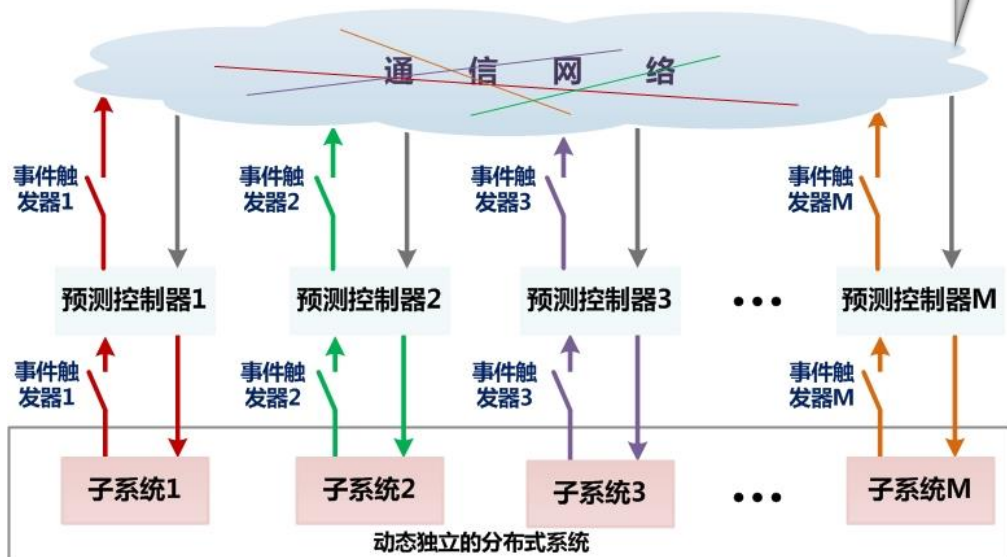 通信网络
事件触
发器1
事件触
发器2
事件触
发器3
事件触
发器M
预测控制器1
预测控制器2
预测控制器3
•••
预测控制器M
事件触
发器1
事件触
发器2
事件触
发器3
事件触
发器M
子系统1
子系统2
子系统3
•••
子系统M
动态独立的分布式系统